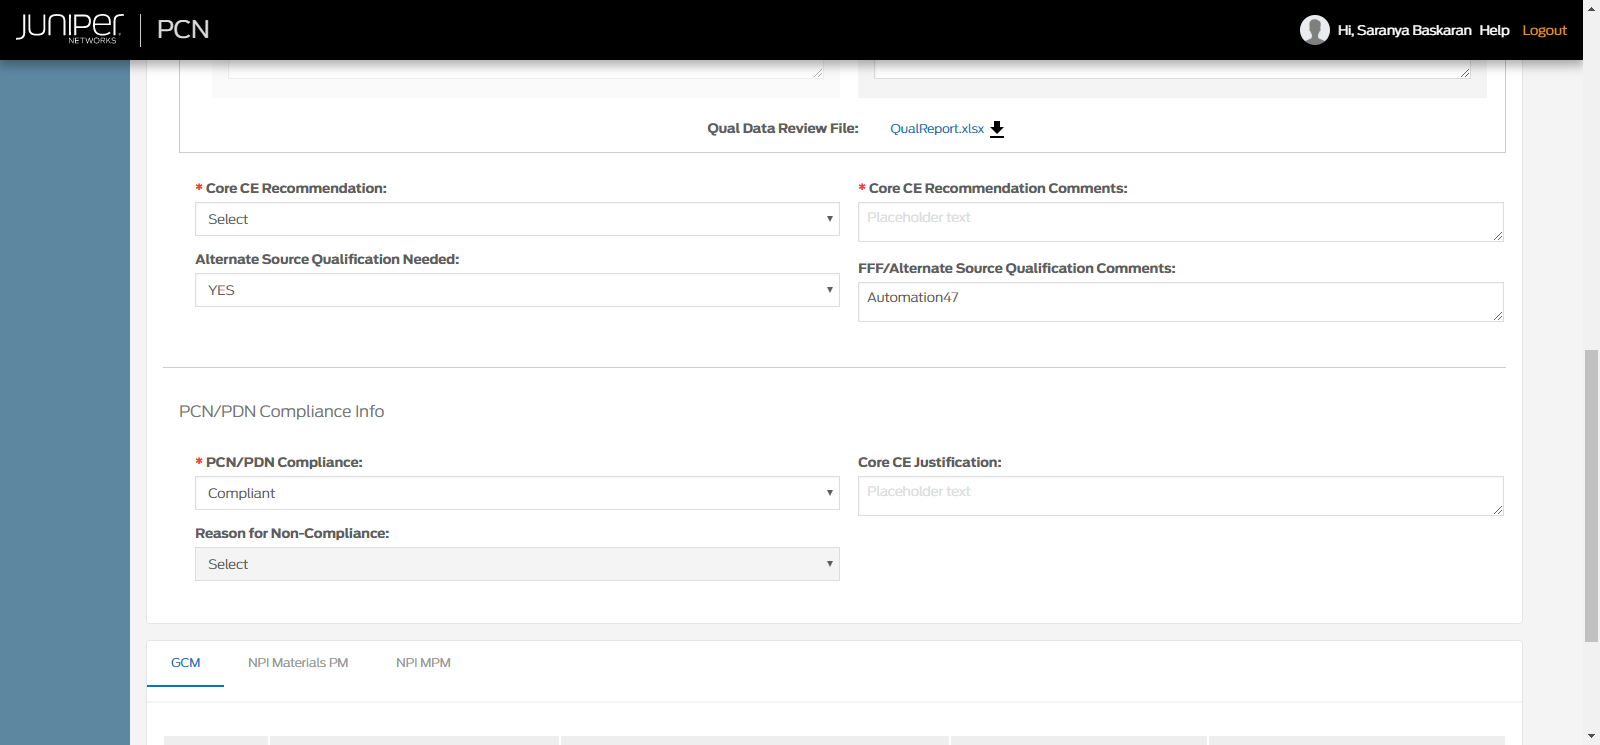 JUNIPER NETWORKS PCN Hi, Saranya Baskaran Help Logout
Qual Data Review File: QualReport.xlsx
* Core CE Recommendation:
Select
* Core CE Recommendation Comments:
Placeholder text
Alternate Source Qualification Needed:
YES
FFF/Alternate Source Qualification Comments:
Automation47
PCN/PDN Compliance Info
* PCN/PDN Compliance:
Compliant
Core CE Justification:
Placeholder text
Reason for Non-Compliance:
Select
GCM NPI Materials PM NPI MPM